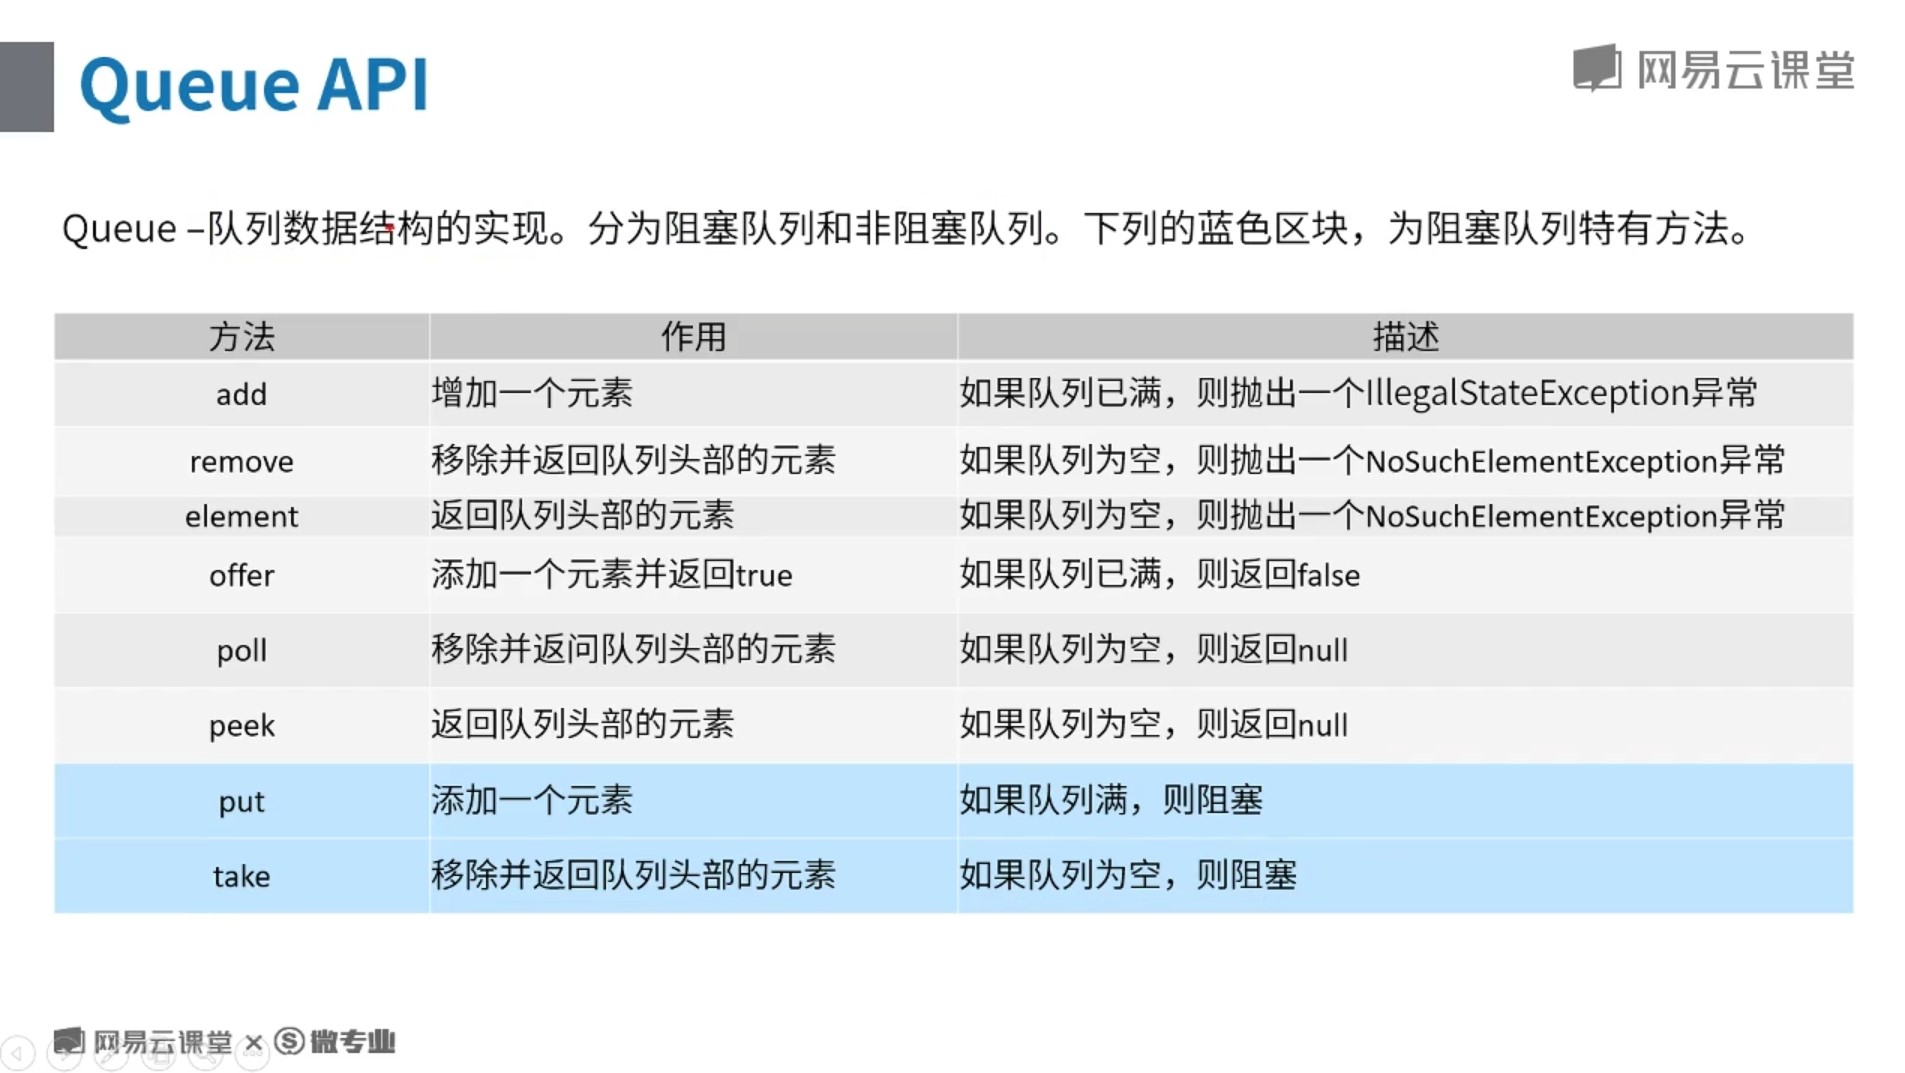 Queue API
网易云课堂
Queue –队列数据结构的实现。分为阻塞队列和非阻塞队列。下列的蓝色区块，为阻塞队列特有方法。
方法 作用 描述
add 增加一个元素 如果队列已满，则抛出一个IllegalStateException异常
remove 移除并返回队列头部的元素 如果队列为空，则抛出一个NoSuchElementException异常
element 返回队列头部的元素 如果队列为空，则抛出一个NoSuchElementException异常
offer 添加一个元素并返回true 如果队列已满，则返回false
poll 移除并返问队列头部的元素 如果队列为空，则返回null
peek 返回队列头部的元素 如果队列为空，则返回null
put 添加一个元素 如果队列满，则阻塞
take 移除并返回队列头部的元素 如果队列为空，则阻塞
网易云课堂 × S 微专业